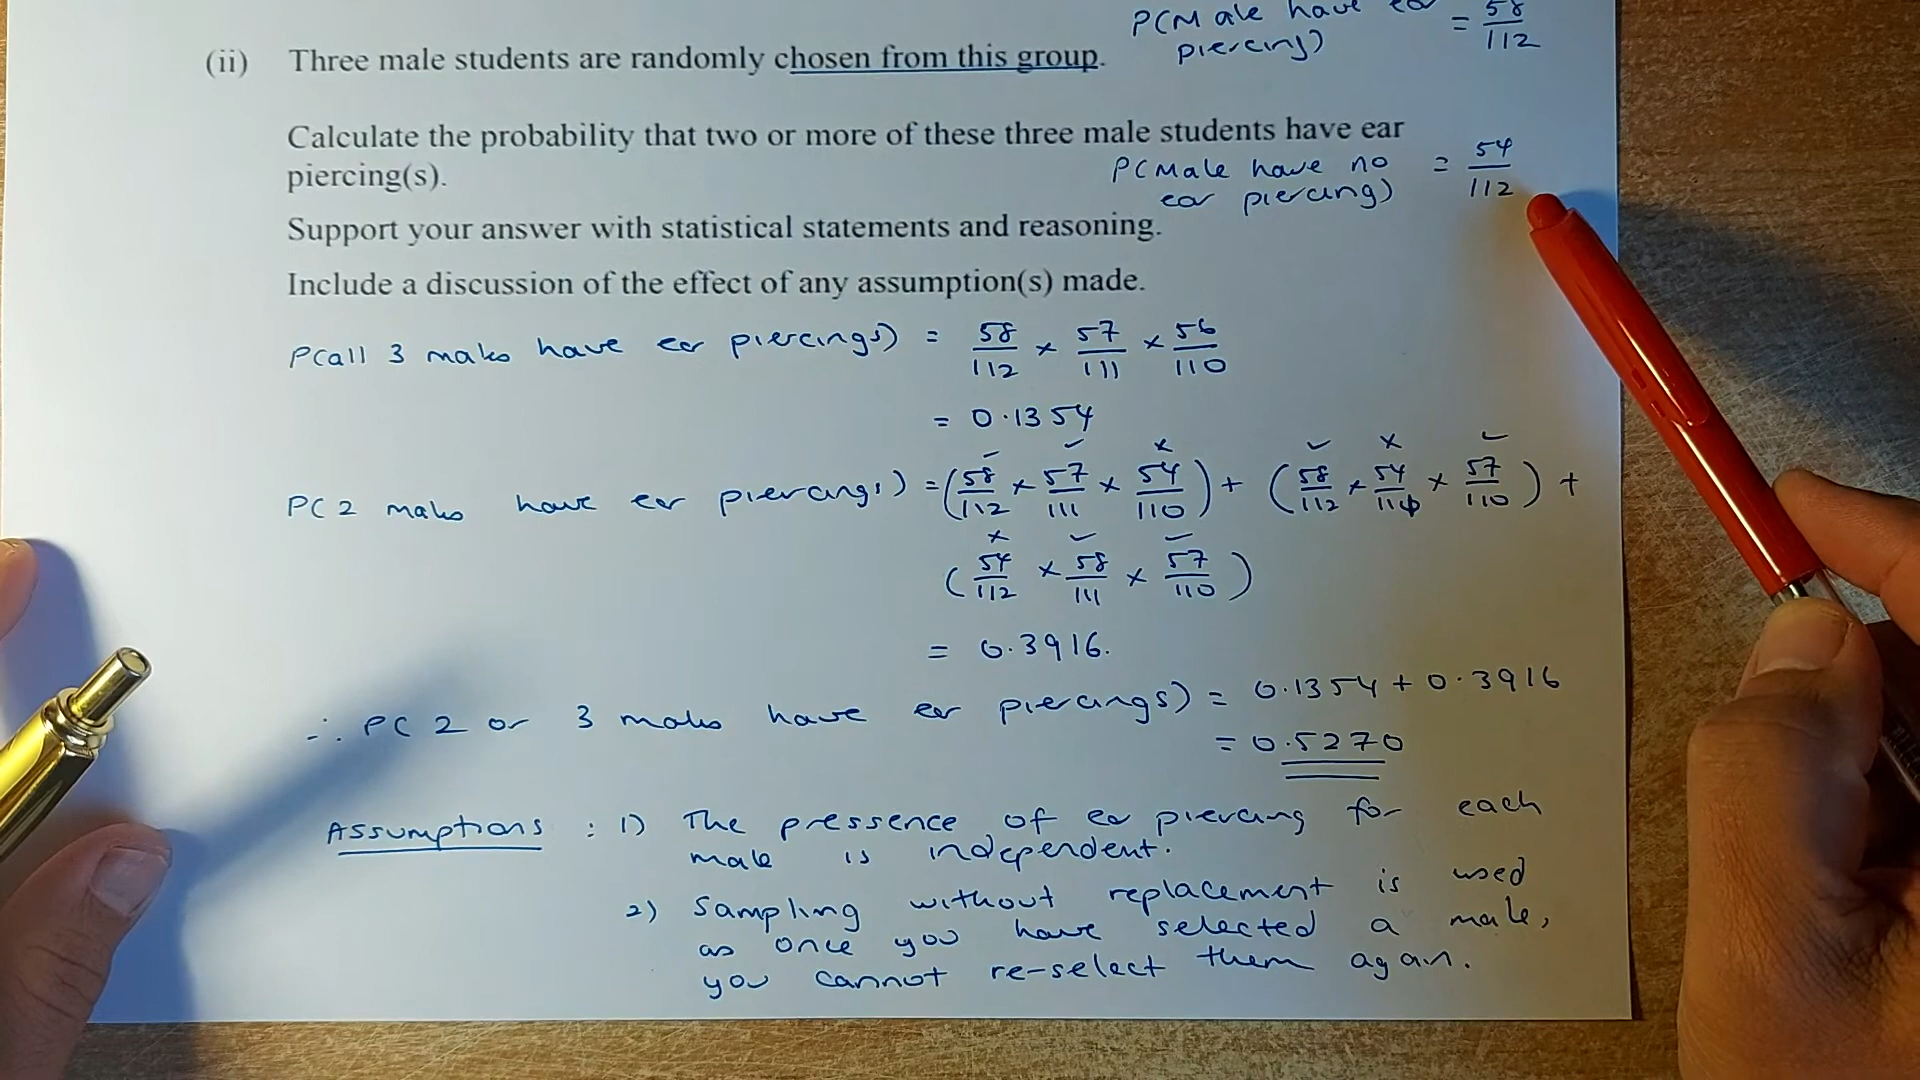 P(Male have ear = 58/112
piercing)
(ii) Three male students are randomly chosen from this group.
Calculate the probability that two or more of these three male students have ear
piercing(s).
P(Male have no = 54/112
ear piercing)
Support your answer with statistical statements and reasoning.
Include a discussion of the effect of any assumption(s) made.
P(all 3 males have ear piercings) = 58/112 × 57/111 × 56/110
= 0.1354
P(2 males have ear piercings) = (58/112 × 57/111 × 54/110) + (58/112 × 54/111 × 57/110) +
(54/112 × 58/111 × 57/110)
= 0.3916.
∴ P(2 or 3 males have ear piercings) = 0.1354 + 0.3916
= 0.5270
Assumptions : 1) The pressence of ear piercing for each
male is independent.
2) Sampling without replacement is used
as once you have selected a male,
you cannot re-select them again.